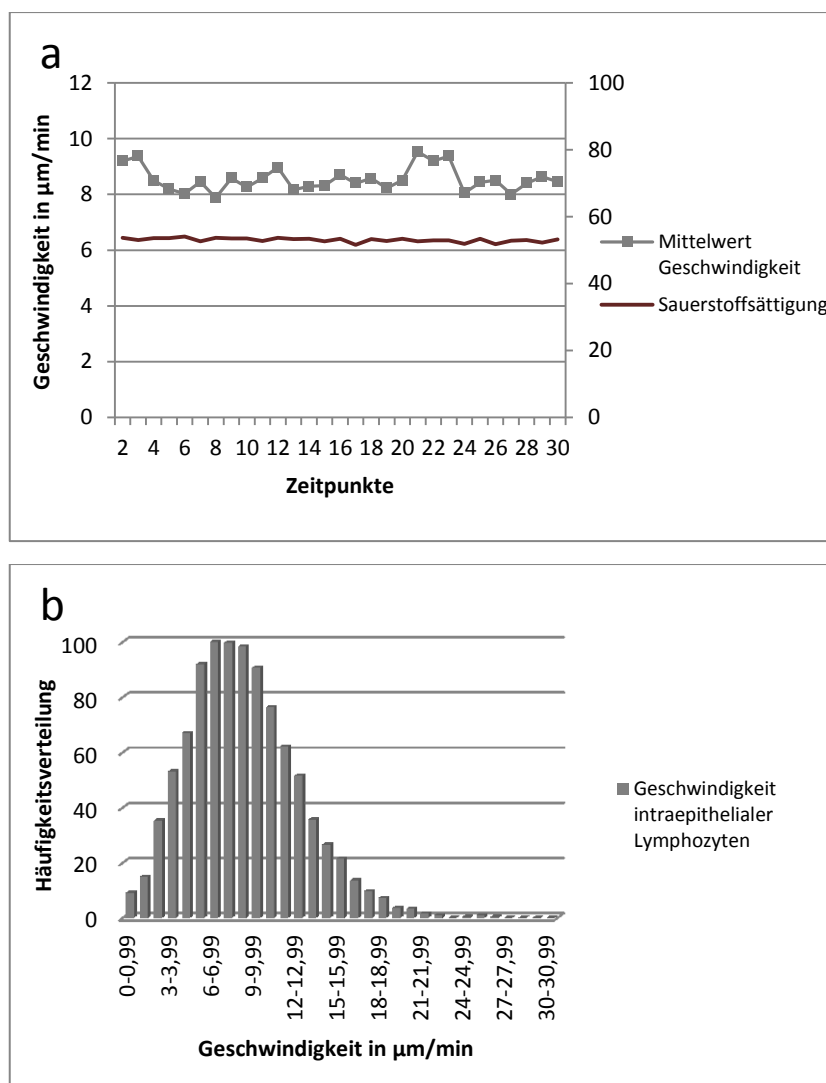 a
12
10
8
6
4
2
0
Geschwindigkeit in µm/min
100
80
60
40
20
0
2 4 6 8 10 12 14 16 18 20 22 24 26 28 30
Zeitpunkte
Mittelwert
Geschwindigkeit
Sauerstoffsättigung
b
100
80
60
40
20
0
Häufigkeitsverteilung
0-0,99
3-3,99
6-6,99
9-9,99
12-12,99
15-15,99
18-18,99
21-21,99
24-24,99
27-27,99
30-30,99
Geschwindigkeit in µm/min
Geschwindigkeit
intraepithelialer
Lymphozyten